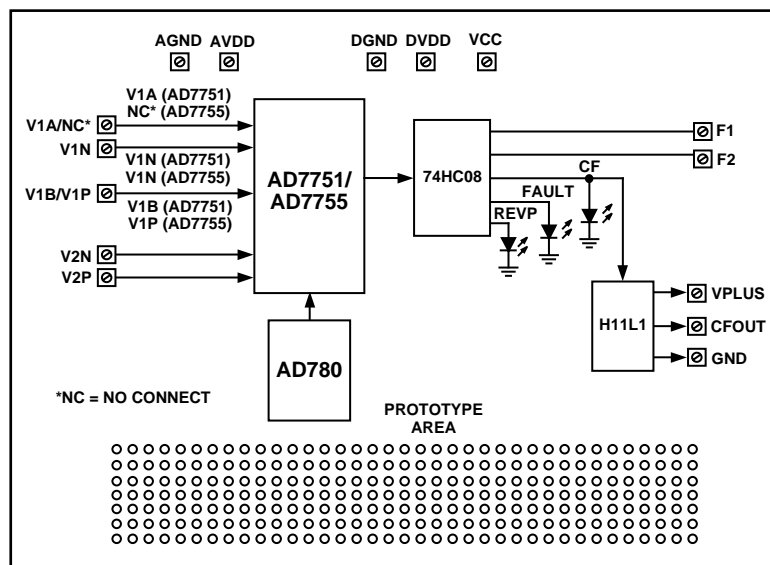 AGND AVDD DGND DVDD VCC
V1A (AD7751)
NC* (AD7755)
V1A/NC*
V1N
V1N (AD7751)
V1N (AD7755)
V1B/V1P
V1B (AD7751)
V1P (AD7755)
V2N
V2P
AD7751/
AD7755
74HC08
F1
F2
CF
FAULT
REVP
H11L1
VPLUS
CFOUT
GND
AD780
*NC = NO CONNECT
PROTOTYPE
AREA